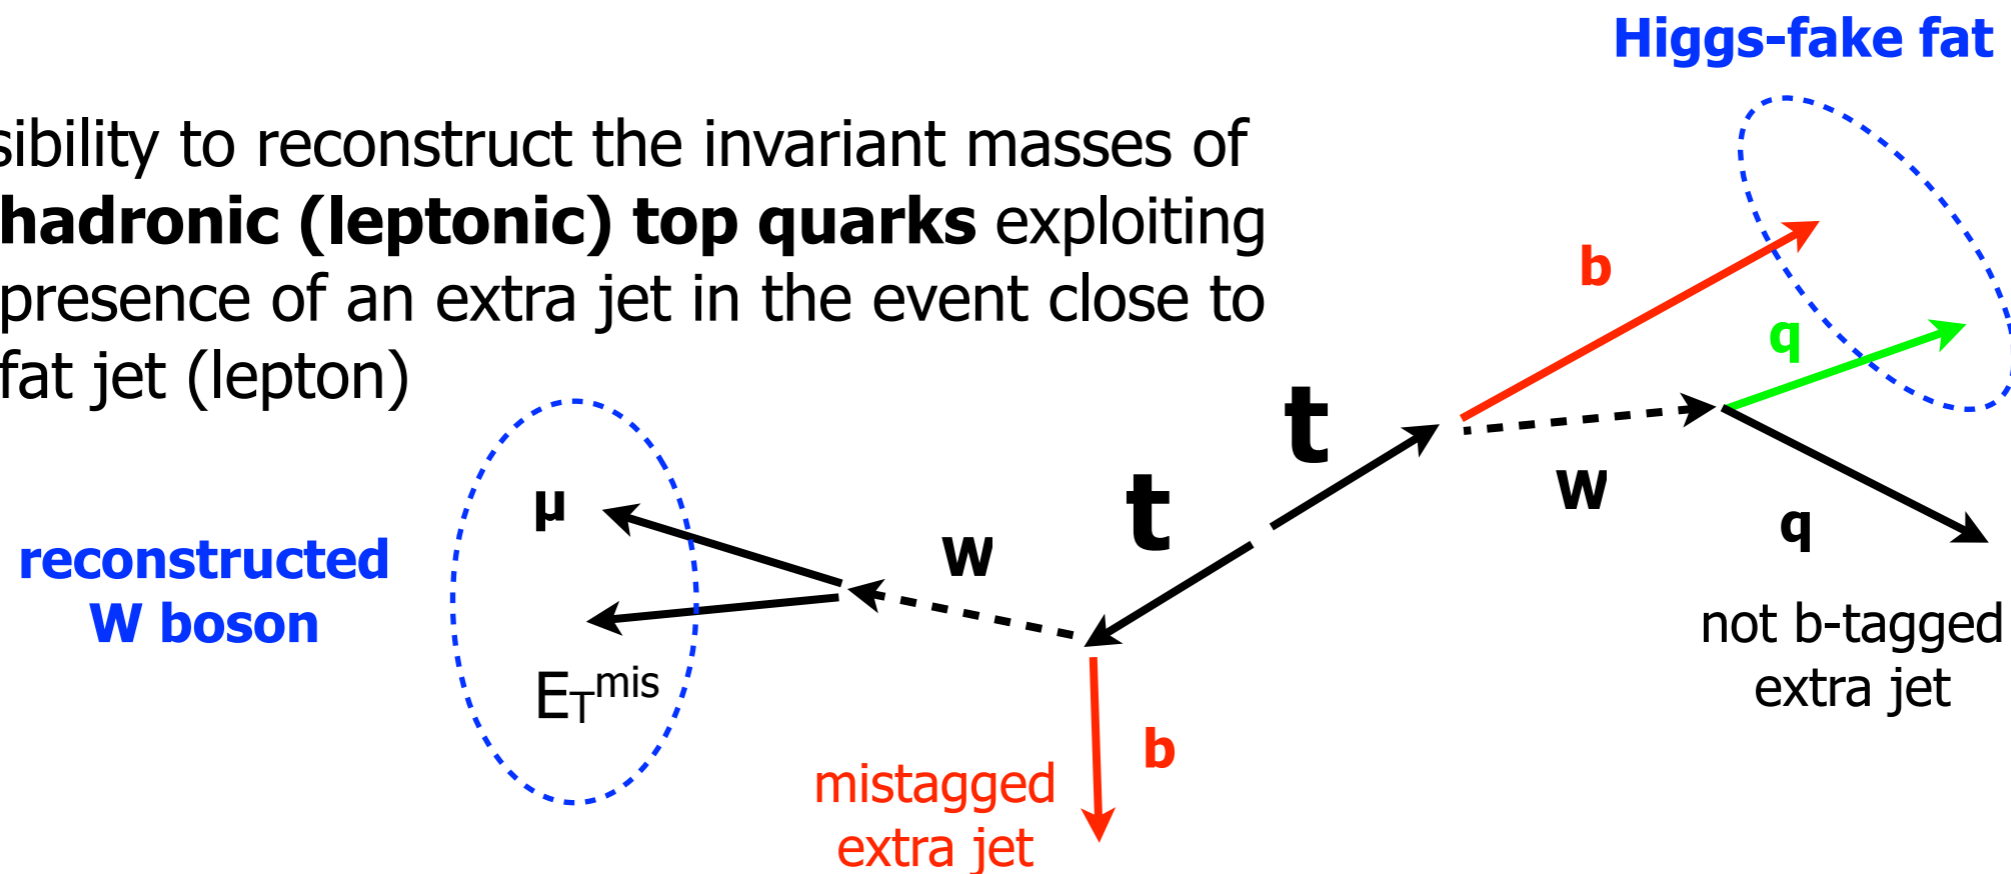 Higgs-fake fat
sibility to reconstruct the invariant masses of
hadronic (leptonic) top quarks exploiting
presence of an extra jet in the event close to
fat jet (lepton)
b
q
t
t
W
q
μ
W
reconstructed
W boson
not b-tagged
extra jet
ETmis
b
mistagged
extra jet